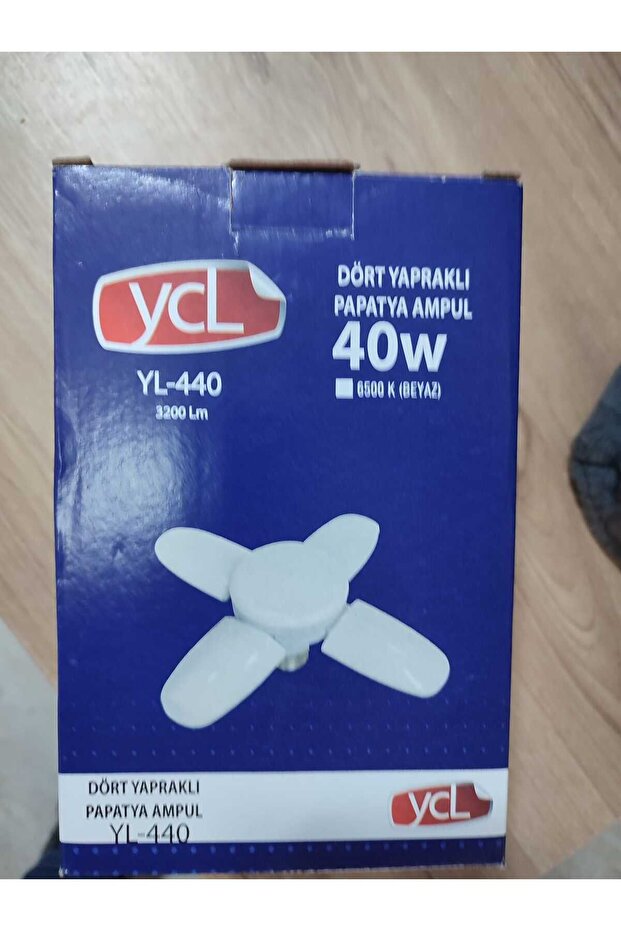 ycL
YL-440
3200 Lm
DÖRT YAPRAKLI
PAPATYA AMPUL
40W
6500 K (BEYAZ)
DÖRT YAPRAKLI
PAPATYA AMPUL
YL-440
ycL